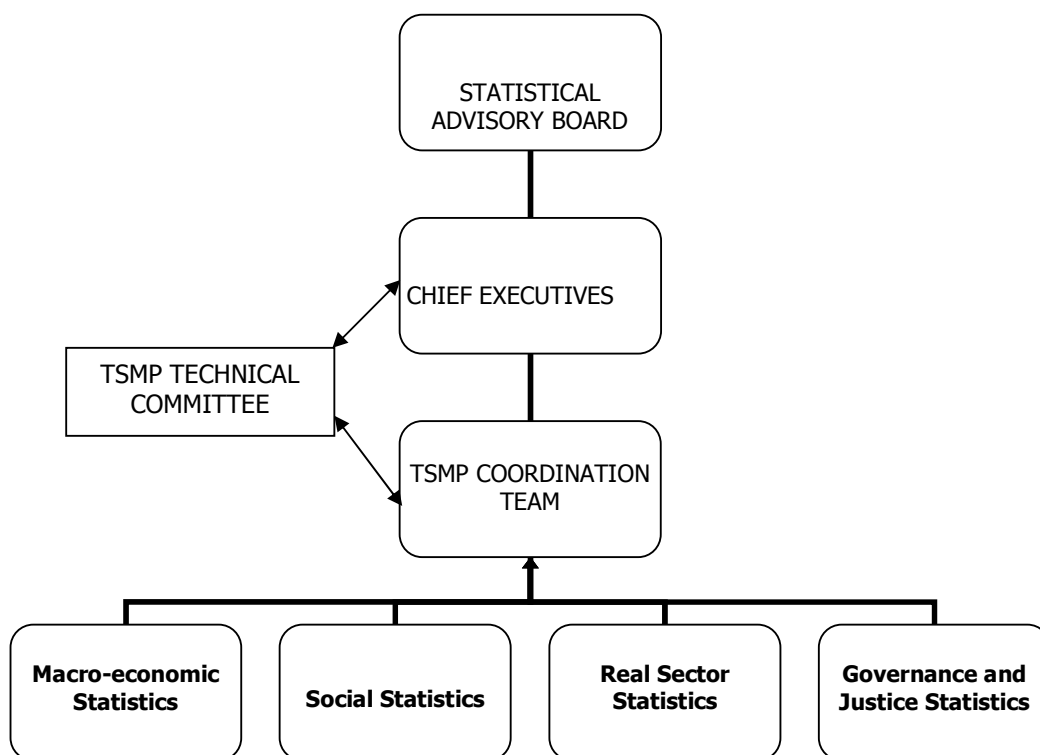 STATISTICAL
ADVISORY BOARD
CHIEF EXECUTIVES
TSMP TECHNICAL
COMMITTEE
TSMP COORDINATION
TEAM
Macro-economic
Statistics
Social Statistics
Real Sector
Statistics
Governance and
Justice Statistics